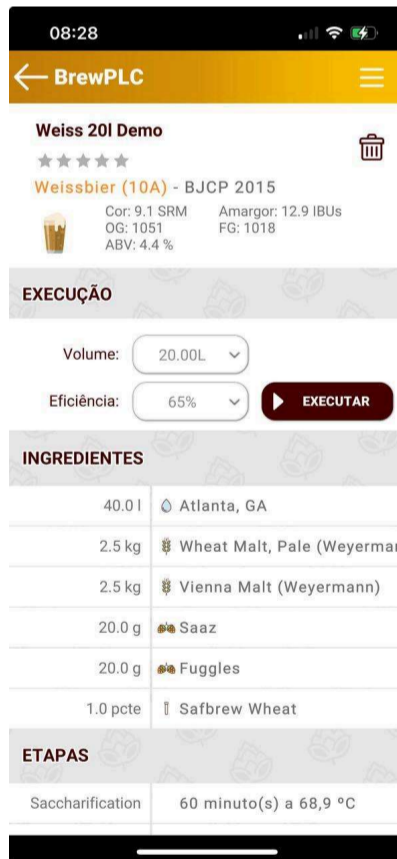 08:28
BrewPLC
Weiss 20l Demo
Weissbier (10A) - BJCP 2015
Cor: 9.1 SRM Amargor: 12.9 IBUs
OG: 1051 FG: 1018
ABV: 4.4 %
EXECUÇÃO
Volume: 20.00L
Eficiência: 65% EXECUTAR
INGREDIENTES
40.0 l Atlanta, GA
2.5 kg Wheat Malt, Pale (Weyermar
2.5 kg Vienna Malt (Weyermann)
20.0 g Saaz
20.0 g Fuggles
1.0 pcte Safbrew Wheat
ETAPAS
Saccharification 60 minuto(s) a 68,9 ºC